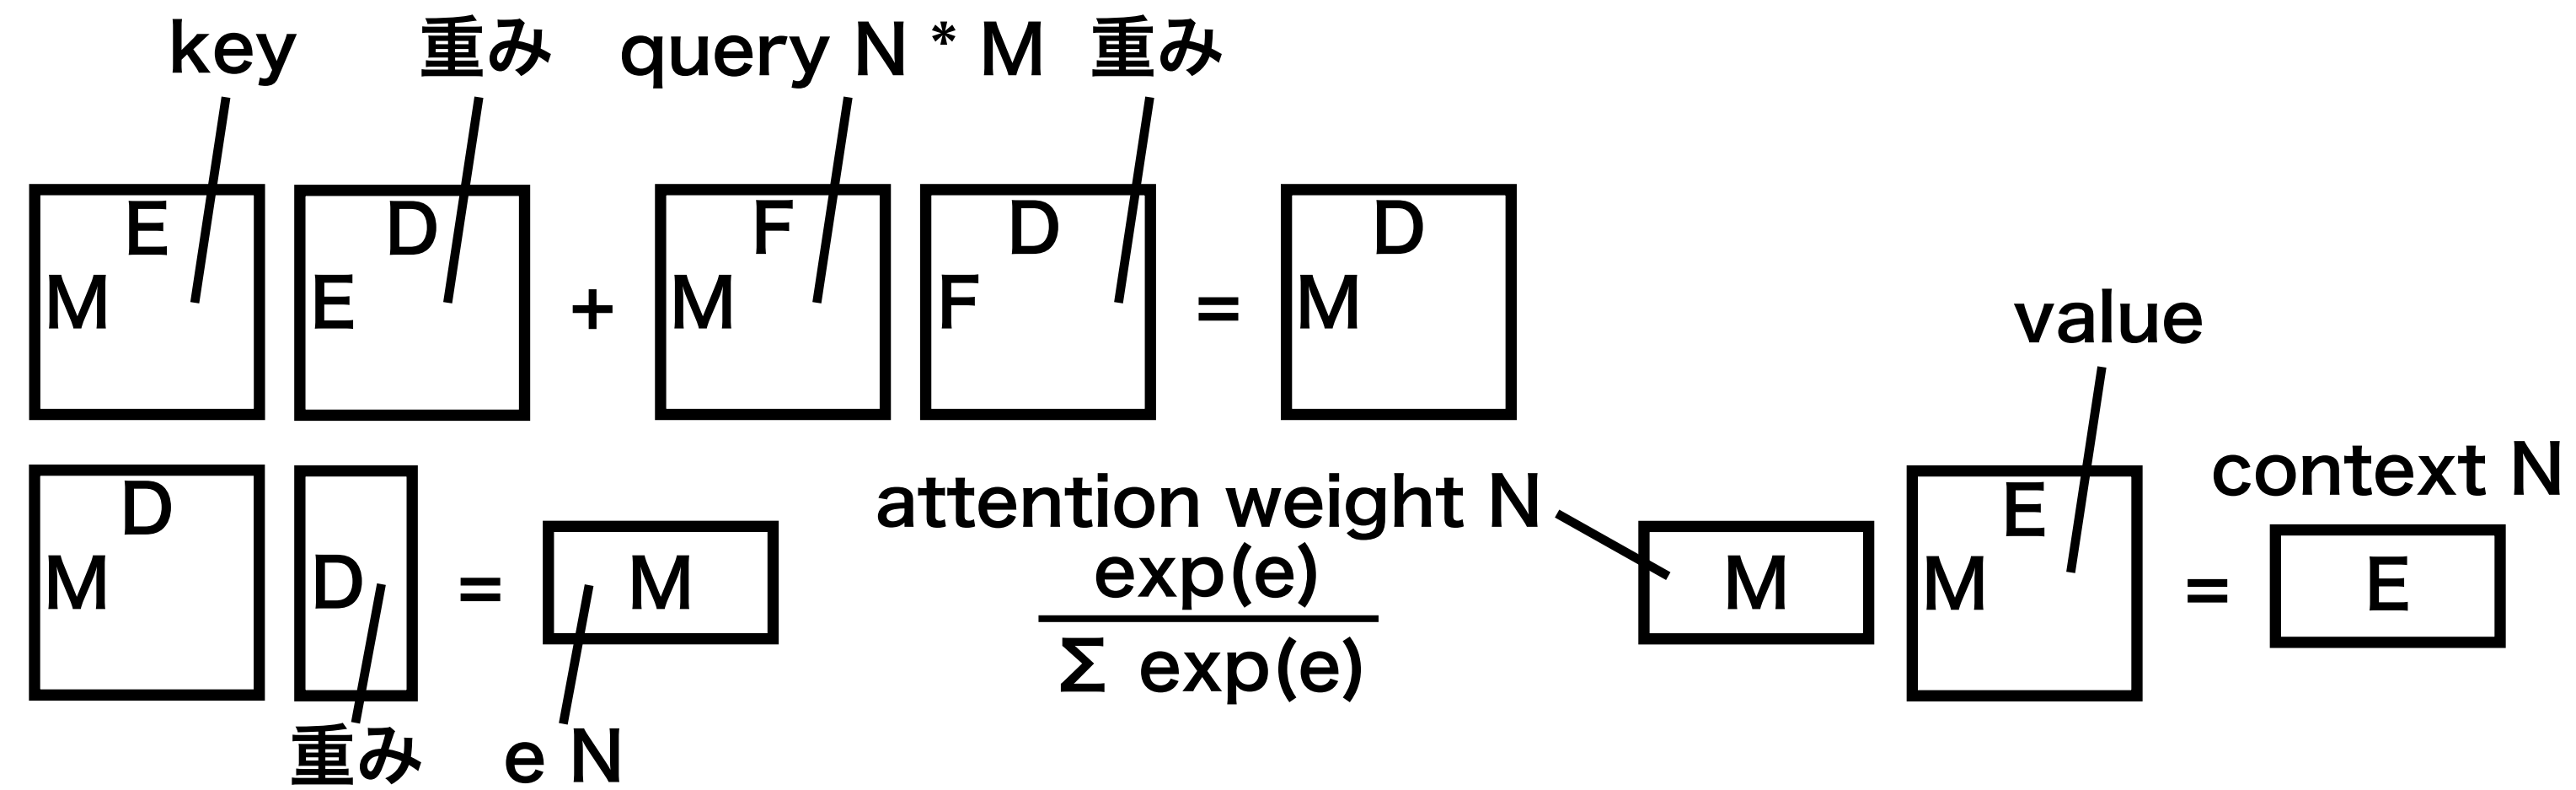 key 重み query N * M 重み
E D F D D
M E + M F = M
value
D attention weight N E context N
M D = M exp(e) M M = E
Σ exp(e)
重み e N